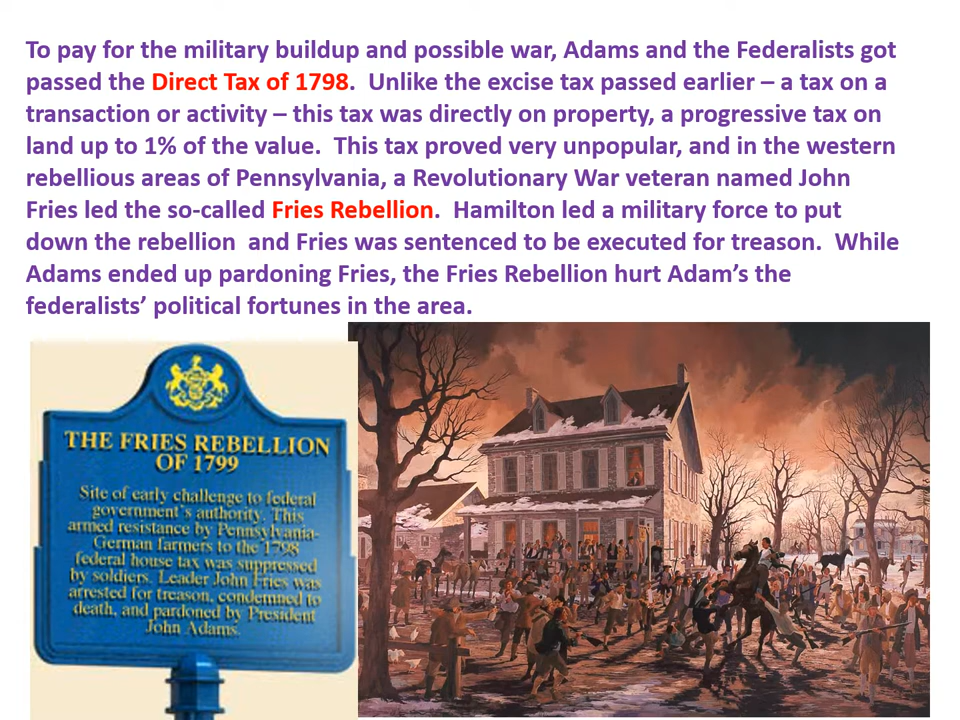 To pay for the military buildup and possible war, Adams and the Federalists got
passed the Direct Tax of 1798.  Unlike the excise tax passed earlier – a tax on a
transaction or activity – this tax was directly on property, a progressive tax on
land up to 1% of the value.  This tax proved very unpopular, and in the western
rebellious areas of Pennsylvania, a Revolutionary War veteran named John
Fries led the so-called Fries Rebellion.  Hamilton led a military force to put
down the rebellion  and Fries was sentenced to be executed for treason.  While
Adams ended up pardoning Fries, the Fries Rebellion hurt Adam’s the
federalists’ political fortunes in the area.
THE FRIES REBELLION
OF 1799
Site of early challenge to federal
government's authority. This
armed resistance by Pennsylvania-
German farmers to the 1798
federal house tax was suppressed
by soldiers. Leader John Fries was
arrested for treason, condemned to
death, and pardoned by President
John Adams.